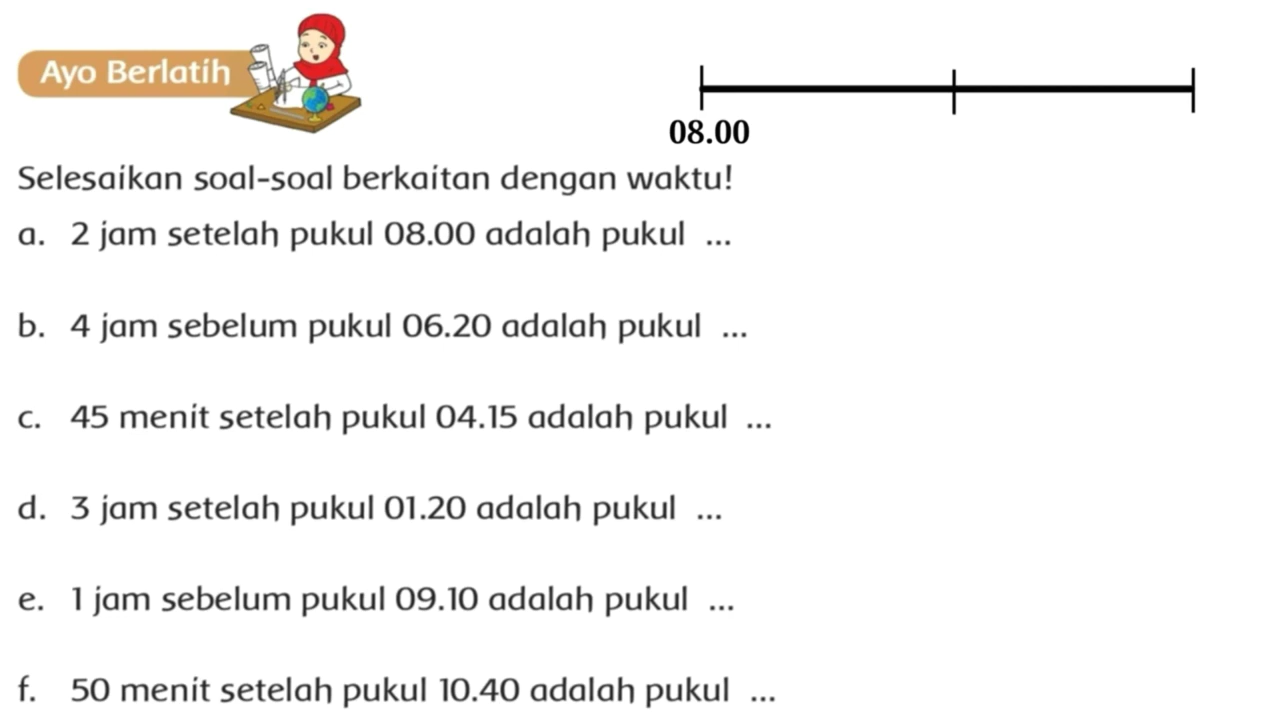 Ayo Berlatih
08.00
Selesaikan soal-soal berkaitan dengan waktu!
a. 2 jam setelah pukul 08.00 adalah pukul ...
b. 4 jam sebelum pukul 06.20 adalah pukul ...
c. 45 menit setelah pukul 04.15 adalah pukul ...
d. 3 jam setelah pukul 01.20 adalah pukul ...
e. 1 jam sebelum pukul 09.10 adalah pukul ...
f. 50 menit setelah pukul 10.40 adalah pukul ...